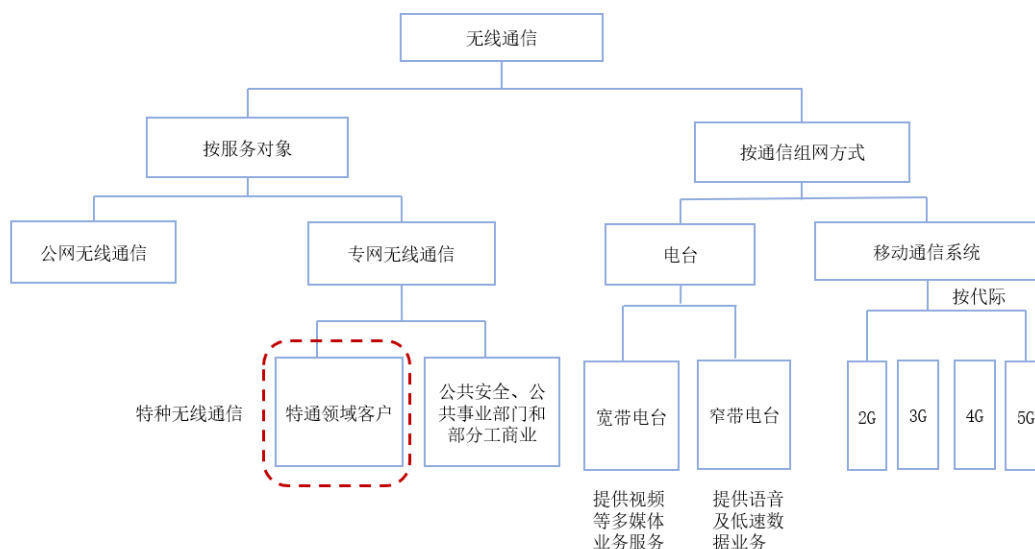 无线通信
按服务对象
按通信组网方式
公网无线通信
专网无线通信
电台
移动通信系统
按代际
特种无线通信
特通领域客户
公共安全、公
共事业部门和
部分工商业
宽带电台
窄带电台
2G
3G
4G
5G
提供视频
等多媒体
业务服务
提供语音
及低速数
据业务